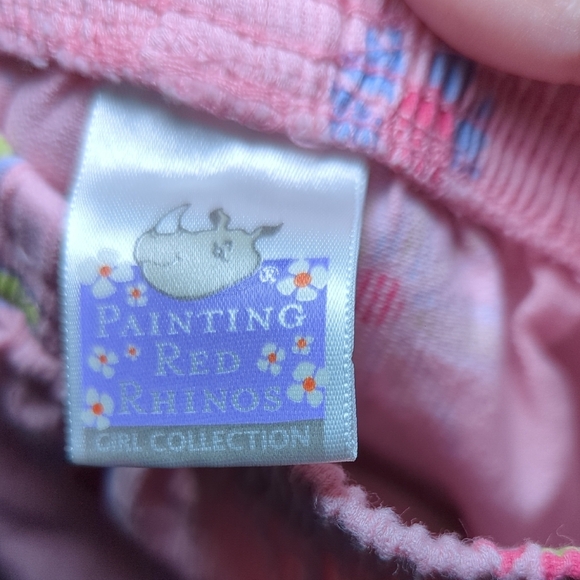 ®
PAINTING
RED
RHINOS
GIRL COLLECTION